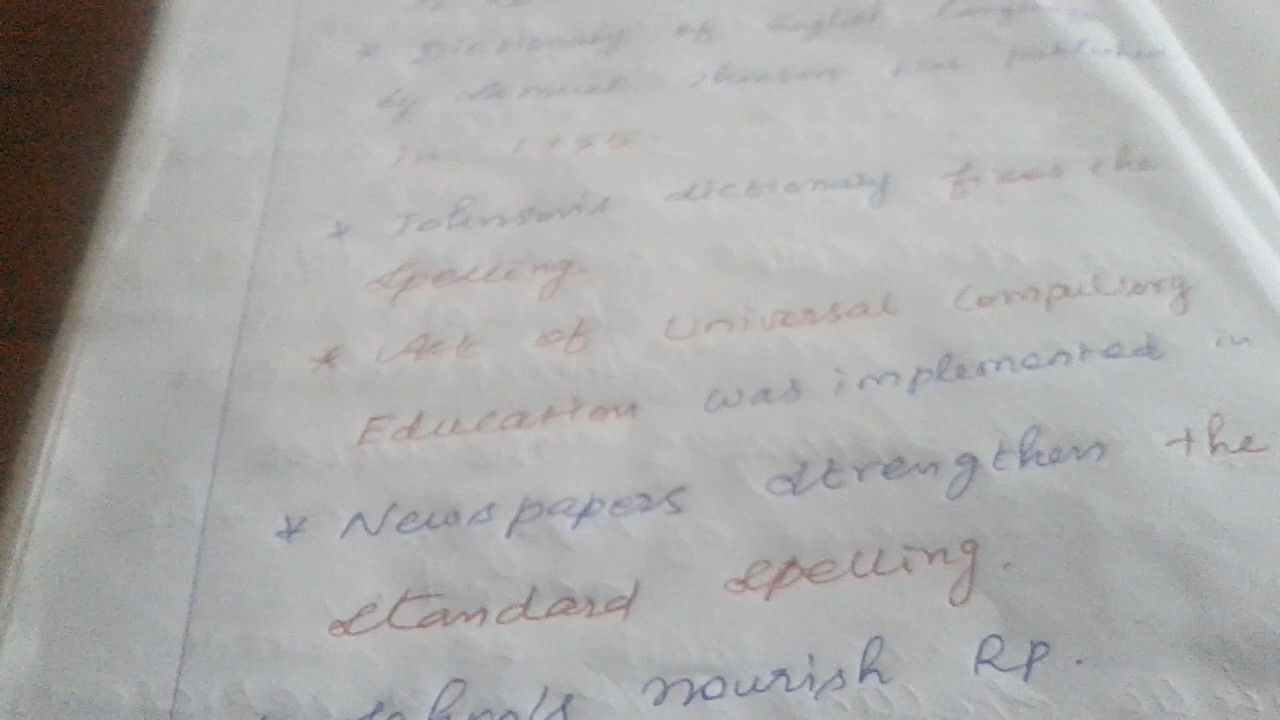 * Dictionary of English
by Samuel Johnson was published
in 1755
* Johnson's dictionary fixes the
spelling.
* Act of Universal Compulsory
Education was implemented in
* Newspapers strengthen the
standard spelling.
schools nourish RP.